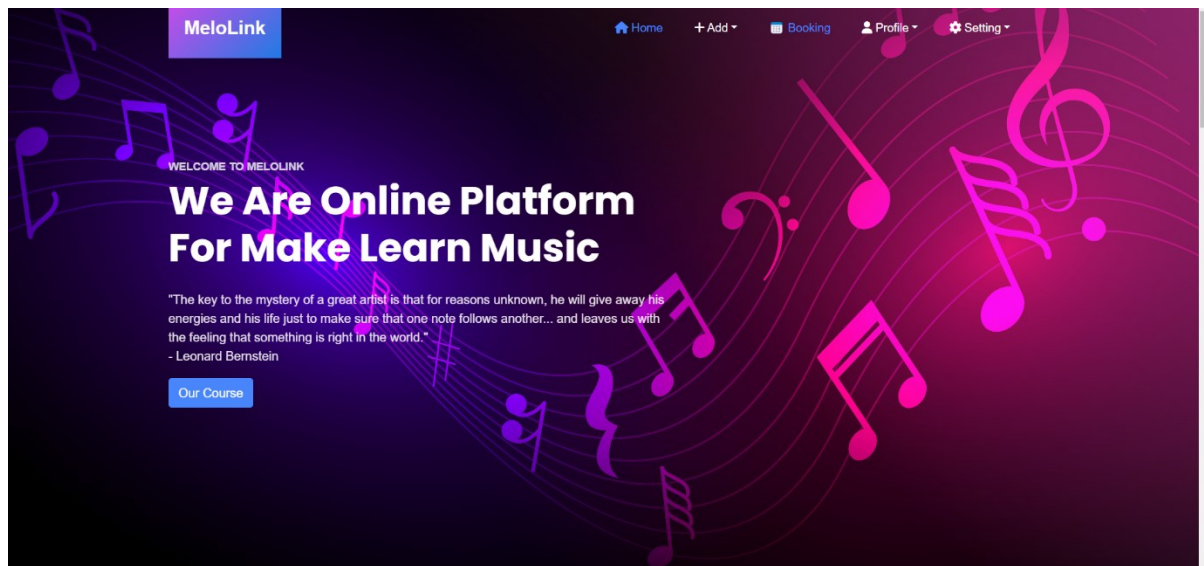 MeloLink
Home
Add
Booking
Profile
Setting
WELCOME TO MELOLINK
We Are Online Platform
For Make Learn Music
"The key to the mystery of a great artist is that for reasons unknown, he will give away his
energies and his life just to make sure that one note follows another... and leaves us with
the feeling that something is right in the world."
- Leonard Bernstein
Our Course